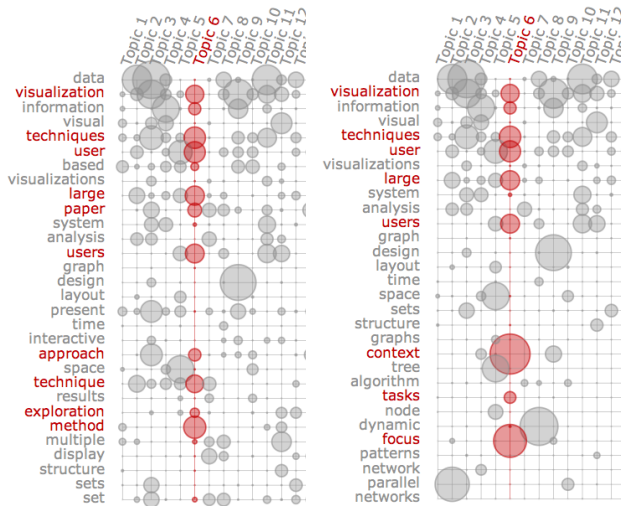 Topic 1
Topic 2
Topic 3
Topic 4
Topic 5
Topic 6
Topic 7
Topic 8
Topic 9
Topic 10
Topic 11
Topic 12
data
visualization
information
visual
techniques
user
based
visualizations
large
paper
system
analysis
users
graph
design
layout
present
time
interactive
approach
space
technique
results
exploration
method
multiple
display
structure
sets
set
Topic 1
Topic 2
Topic 3
Topic 4
Topic 5
Topic 6
Topic 7
Topic 8
Topic 9
Topic 10
Topic 11
Topic 12
data
visualization
information
visual
techniques
user
visualizations
large
system
analysis
users
graph
design
layout
time
space
sets
structure
graphs
context
tree
algorithm
tasks
node
dynamic
focus
patterns
network
parallel
networks